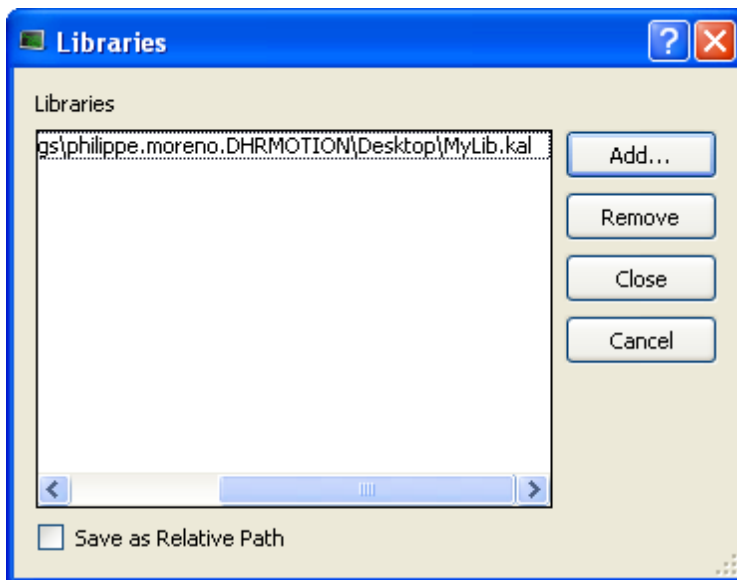 Libraries
Libraries
gs\philippe.moreno.DHRMOTION\Desktop\MyLib.kal
Add...
Remove
Close
Cancel
Save as Relative Path